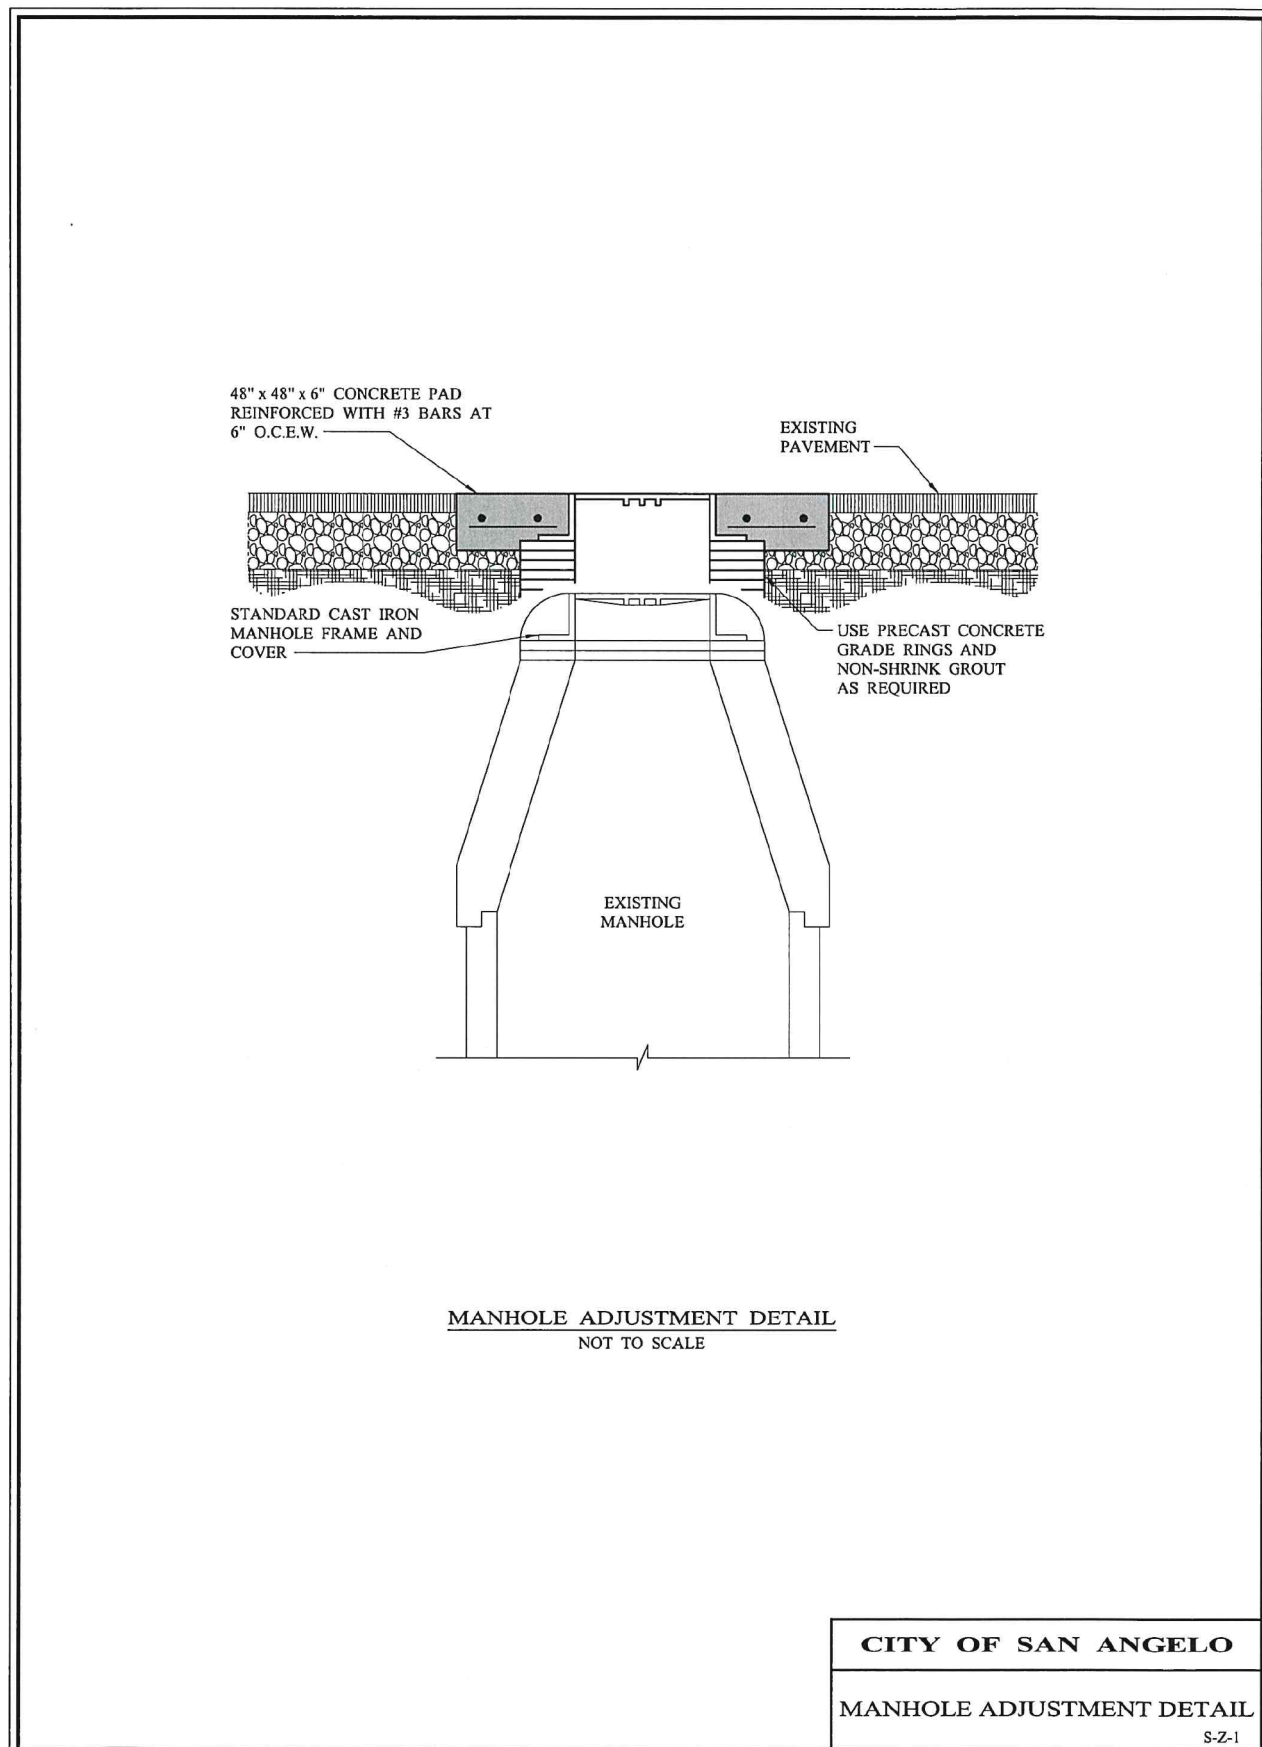 48" x 48" x 6" CONCRETE PAD
REINFORCED WITH #3 BARS AT
6" O.C.E.W.
EXISTING
PAVEMENT
STANDARD CAST IRON
MANHOLE FRAME AND
COVER
USE PRECAST CONCRETE
GRADE RINGS AND
NON-SHRINK GROUT
AS REQUIRED
EXISTING
MANHOLE
MANHOLE ADJUSTMENT DETAIL
NOT TO SCALE
CITY OF SAN ANGELO
MANHOLE ADJUSTMENT DETAIL
S-Z-1